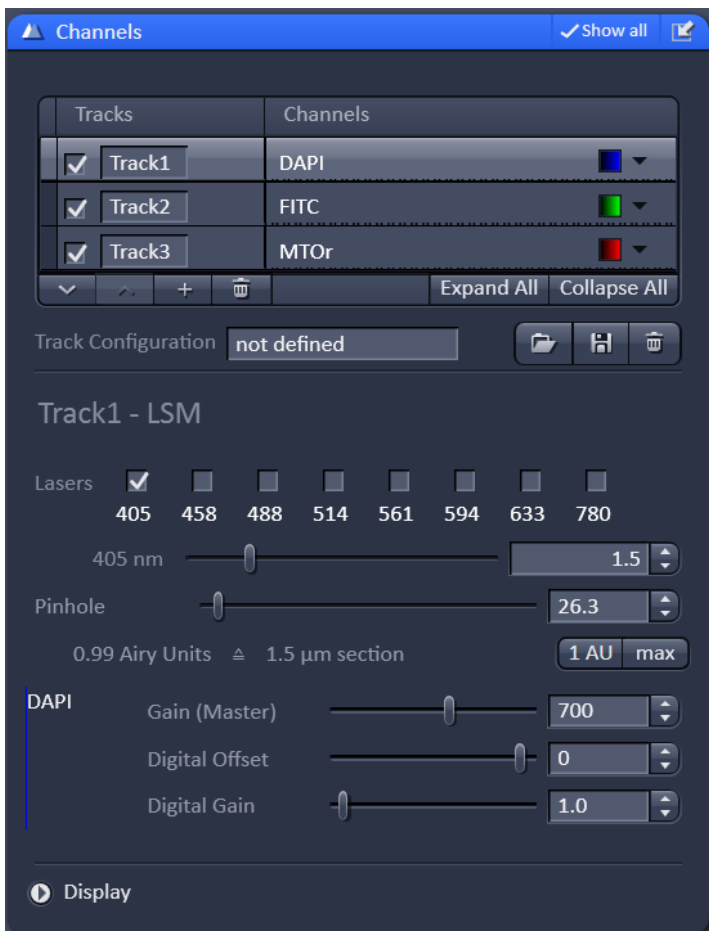 Channels Show all
Tracks Channels
Track1 DAPI
Track2 FITC
Track3 MTOr
Expand All Collapse All
Track Configuration not defined
Track1 - LSM
Lasers
405 458 488 514 561 594 633 780
405 nm 1.5
Pinhole 26.3
0.99 Airy Units ≙ 1.5 µm section 1 AU max
DAPI
Gain (Master) 700
Digital Offset 0
Digital Gain 1.0
Display